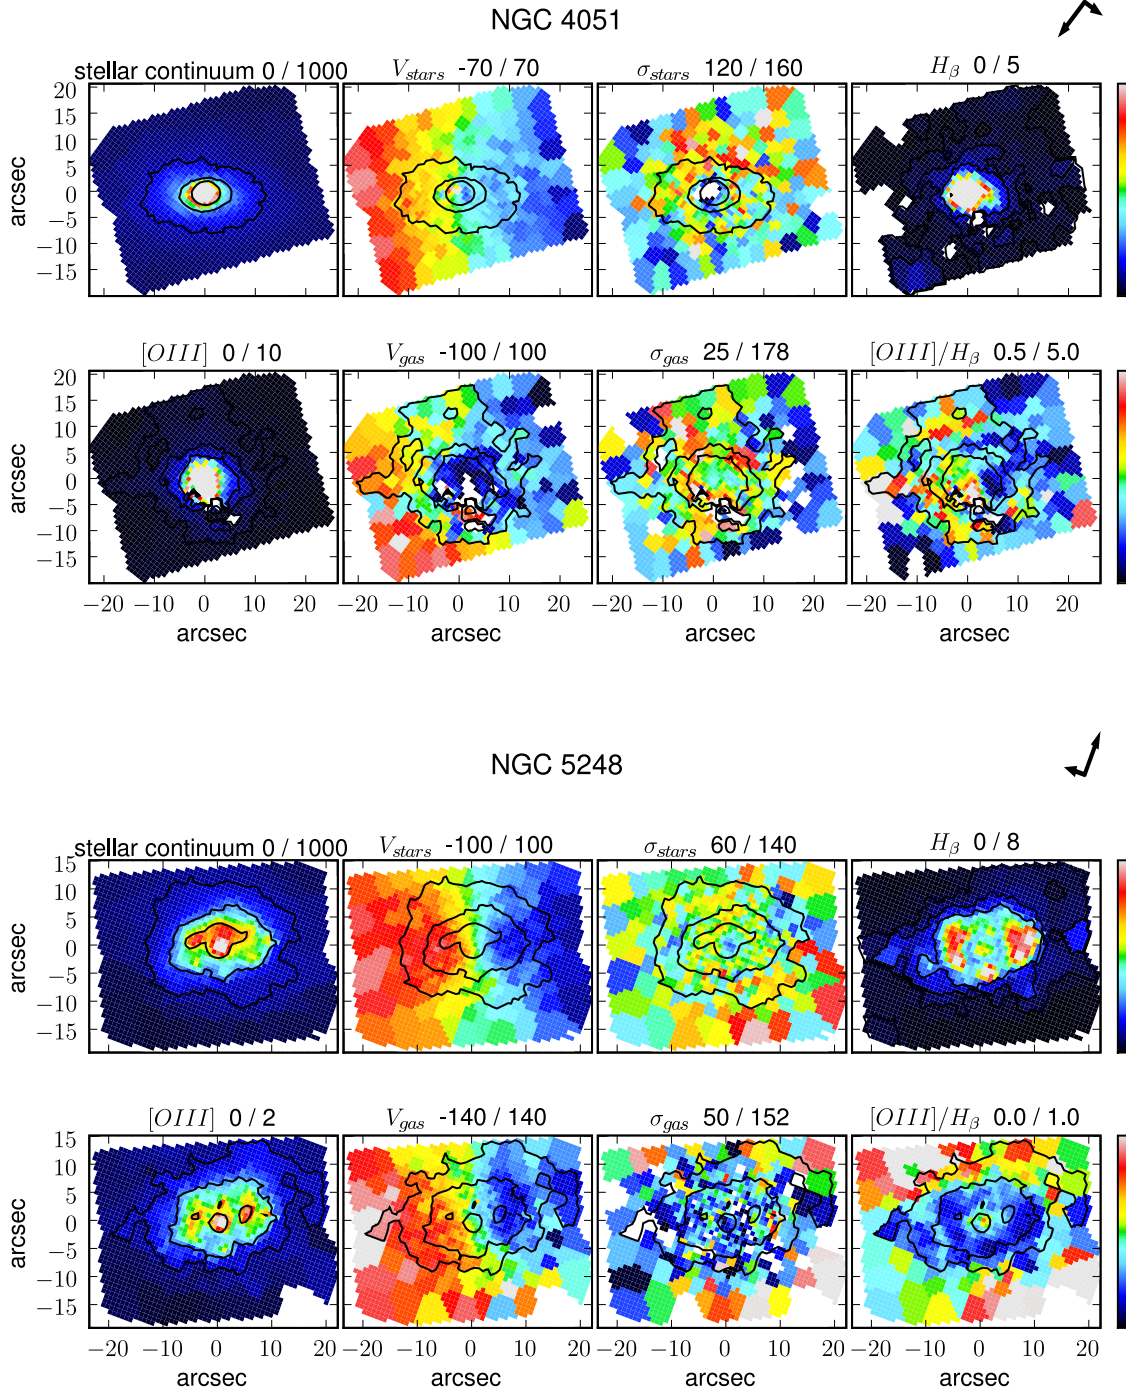 NGC 4051
stellar continuum 0 / 1000
V_stars -70 / 70
σ_stars 120 / 160
H_β 0 / 5
20
15
10
5
0
−5
−10
−15
arcsec
[OIII] 0 / 10
V_gas -100 / 100
σ_gas 25 / 178
[OIII]/H_β 0.5 / 5.0
20
15
10
5
0
−5
−10
−15
arcsec
−20 −10 0 10 20 −20 −10 0 10 20 −20 −10 0 10 20 −20 −10 0 10 20
arcsec arcsec arcsec arcsec
NGC 5248
stellar continuum 0 / 1000
V_stars -100 / 100
σ_stars 60 / 140
H_β 0 / 8
15
10
5
0
−5
−10
−15
arcsec
[OIII] 0 / 2
V_gas -140 / 140
σ_gas 50 / 152
[OIII]/H_β 0.0 / 1.0
15
10
5
0
−5
−10
−15
arcsec
−20 −10 0 10 20 −20 −10 0 10 20 −20 −10 0 10 20 −20 −10 0 10 20
arcsec arcsec arcsec arcsec